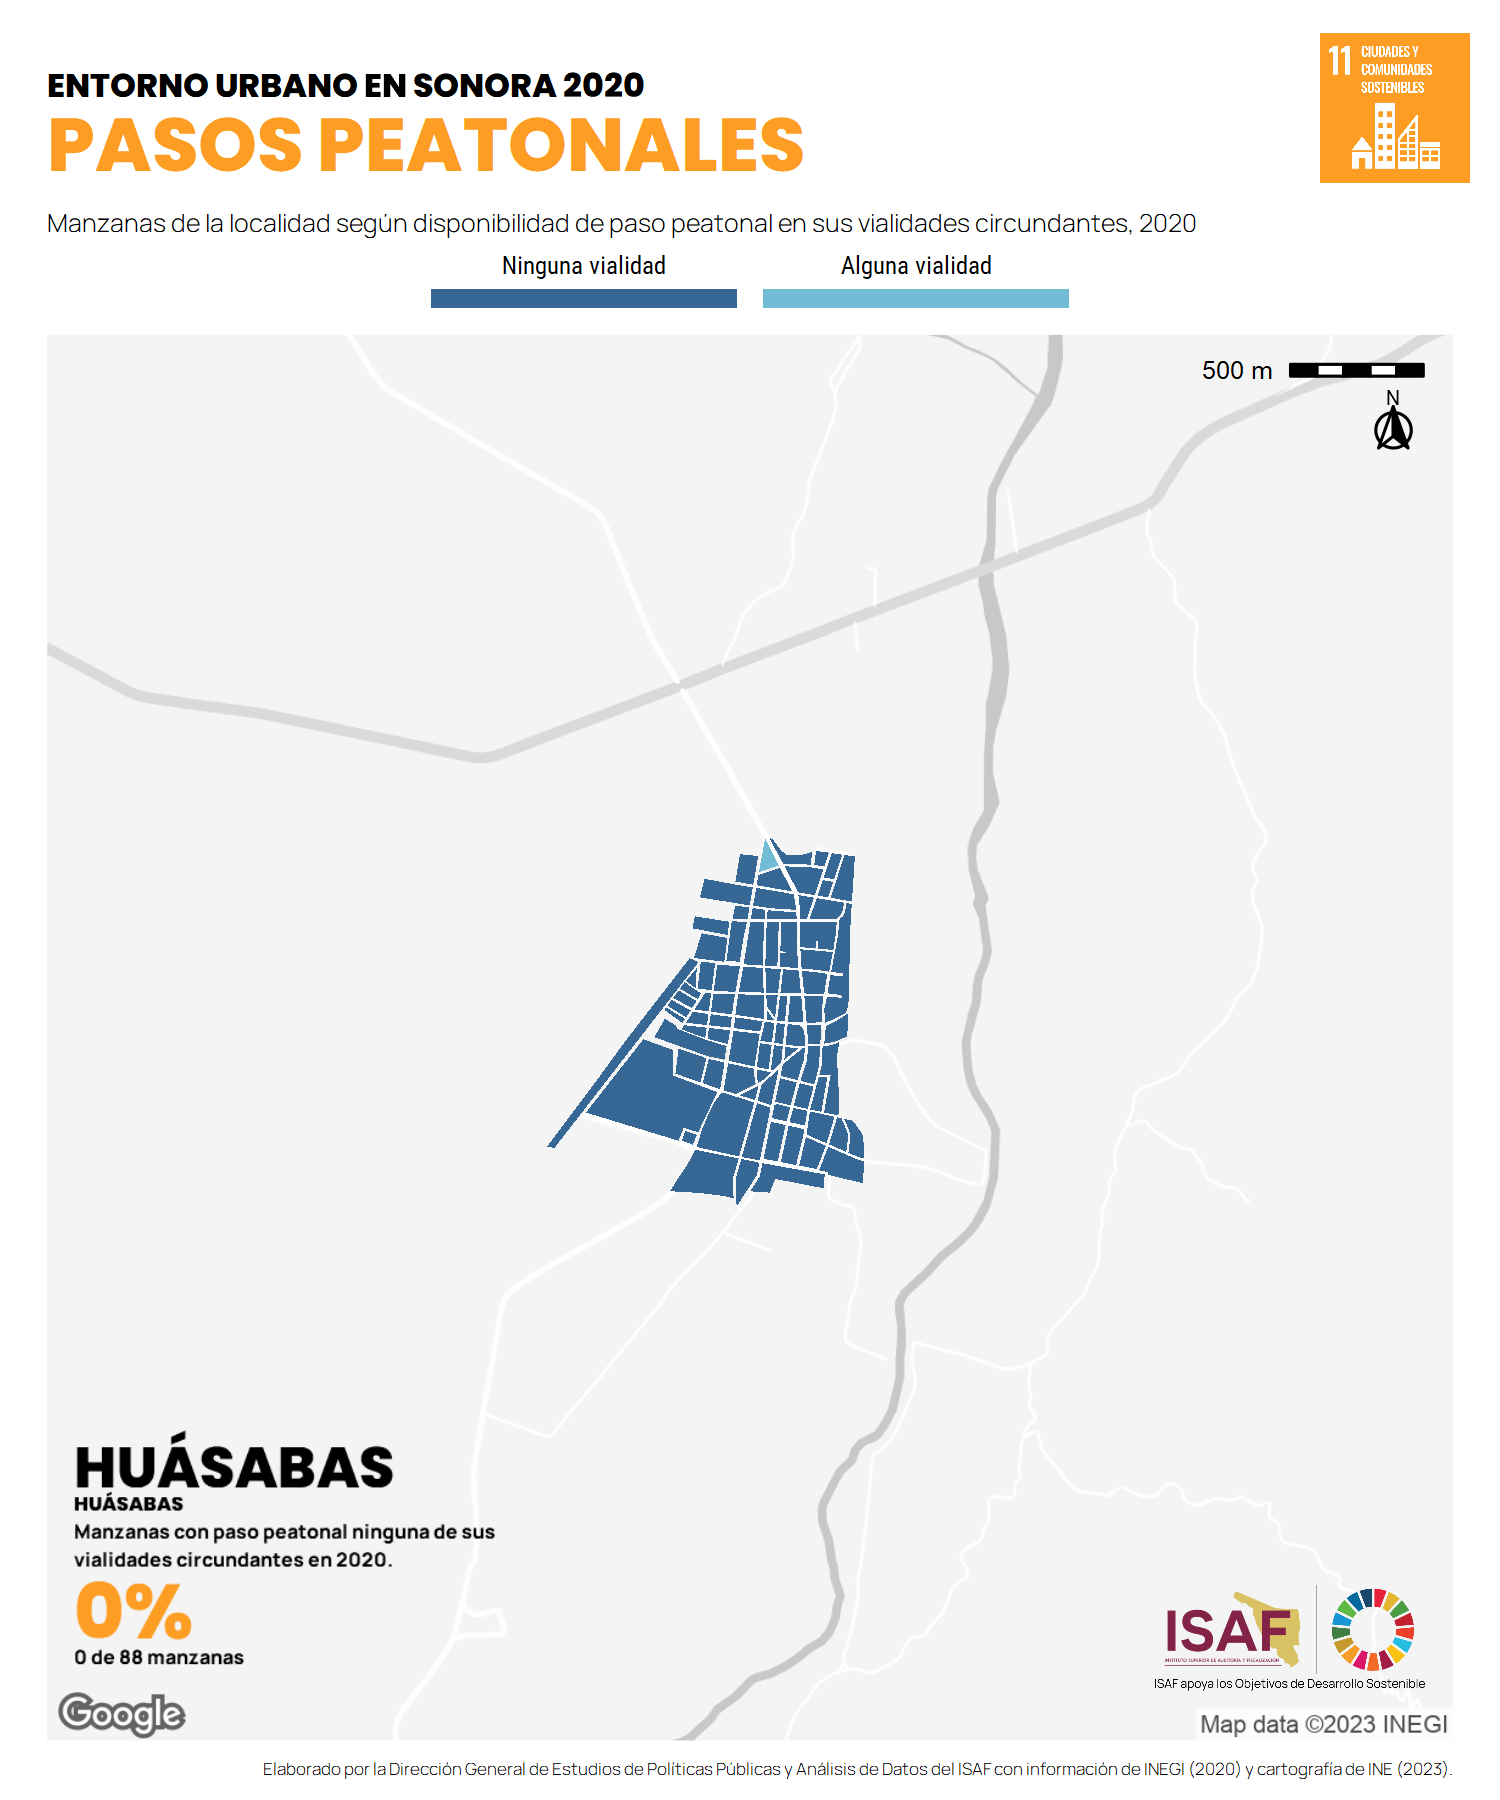 ENTORNO URBANO EN SONORA 2020
PASOS PEATONALES
11 CIUDADES Y
COMUNIDADES
SOSTENIBLES
Manzanas de la localidad según disponibilidad de paso peatonal en sus vialidades circundantes, 2020
Ninguna vialidad
Alguna vialidad
500 m
N
HUÁSABAS
HUÁSABAS
Manzanas con paso peatonal ninguna de sus
vialidades circundantes en 2020.
0%
0 de 88 manzanas
ISAF
INSTITUTO SUPERIOR DE AUDITORÍA Y FISCALIZACIÓN
ISAF apoya los Objetivos de Desarrollo Sostenible
Google
Map data ©2023 INEGI
Elaborado por la Dirección General de Estudios de Políticas Públicas y Análisis de Datos del ISAF con información de INEGI (2020) y cartografía de INE (2023).